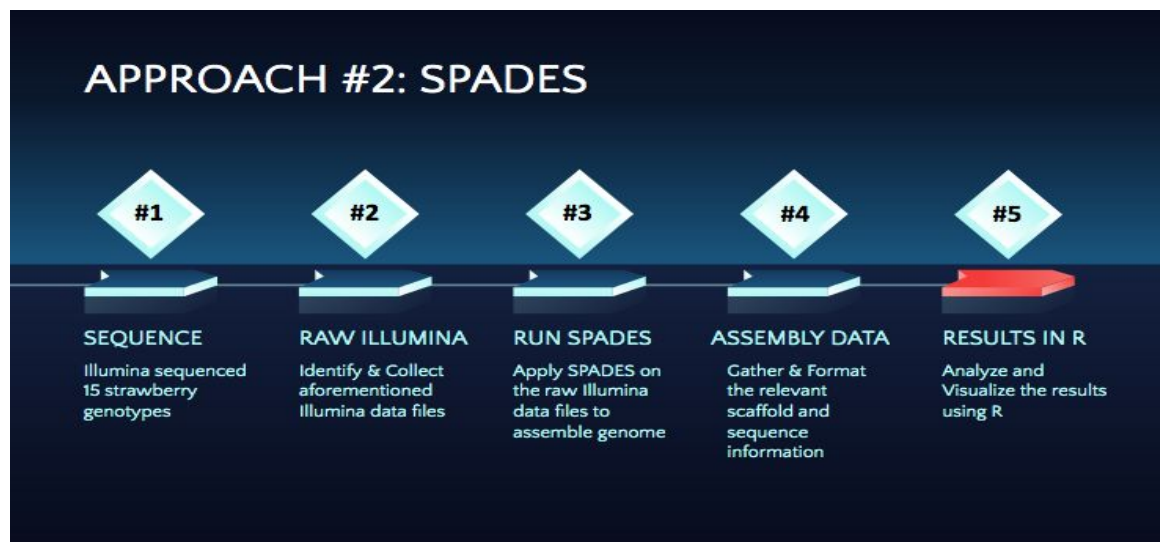 APPROACH #2: SPADES
#1
#2
#3
#4
#5
SEQUENCE
Illumina sequenced
15 strawberry
genotypes
RAW ILLUMINA
Identify & Collect
aforementioned
Illumina data files
RUN SPADES
Apply SPADES on
the raw Illumina
data files to
assemble genome
ASSEMBLY DATA
Gather & Format
the relevant
scaffold and
sequence
information
RESULTS IN R
Analyze and
Visualize the results
using R